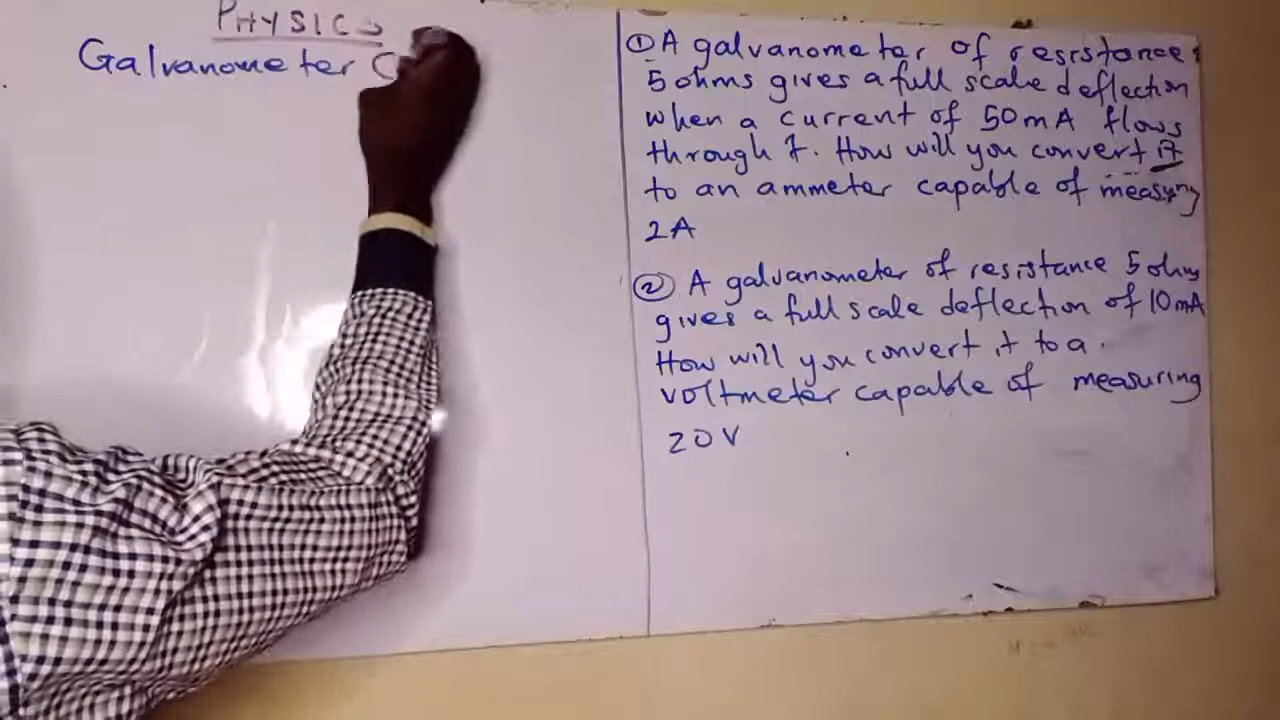 PHYSICS
Galvanometer C
① A galvanometer of resistance
5 ohms gives a full scale deflection
when a current of 50mA flows
through it. How will you convert it
to an ammeter capable of measuring
2A
② A galvanometer of resistance 5 ohms
gives a full scale deflection of 10mA
How will you convert it to a
voltmeter capable of measuring
20V